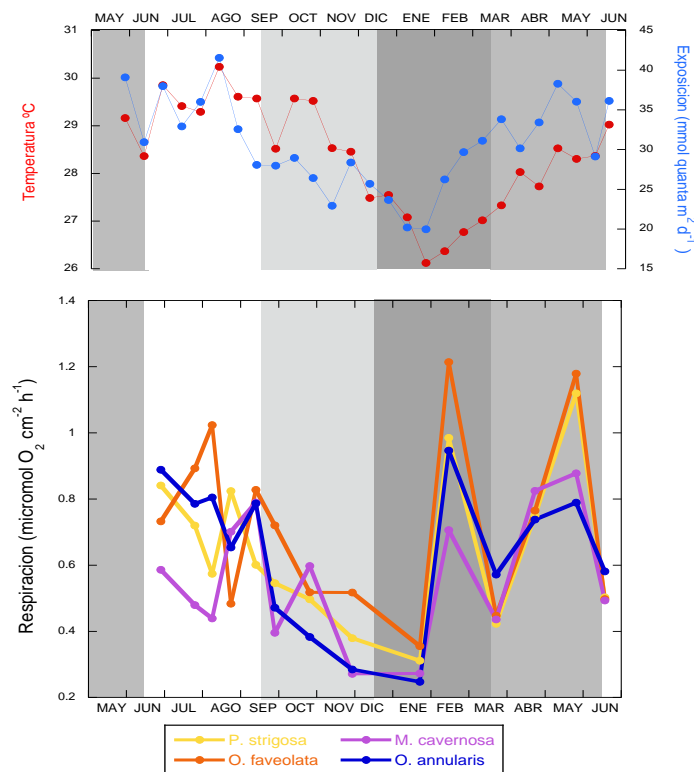 MAY JUN JUL AGO SEP OCT NOV DIC ENE FEB MAR ABR MAY JUN
31
30
29
28
27
26
Temperatura ºC
45
40
35
30
25
20
15
Exposicion (mmol quanta m² d⁻¹)
1.4
1.2
1
0.8
0.6
0.4
0.2
Respiracion (micromol O₂ cm⁻² h⁻¹)
MAY JUN JUL AGO SEP OCT NOV DIC ENE FEB MAR ABR MAY JUN
P. strigosa M. cavernosa
O. faveolata O. annularis